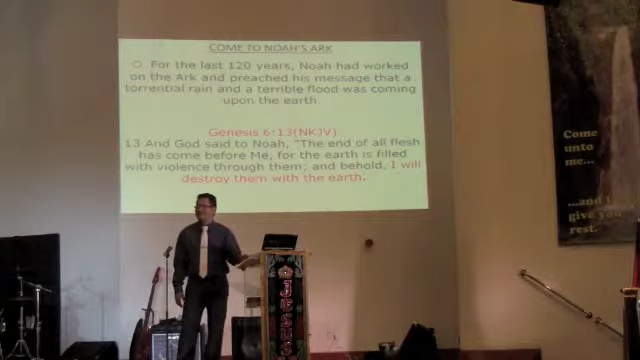 COME TO NOAH'S ARK
O. For the last 120 years, Noah had worked
on the Ark and preached his message that a
torrential rain and a terrible flood was coming
upon the earth.
Genesis 6:13(NKJV)
13 And God said to Noah, "The end of all flesh
has come before Me, for the earth is filled
with violence through them; and behold, I will
destroy them with the earth.
Come
unto
me...
...and I
give you
rest.
JESUS